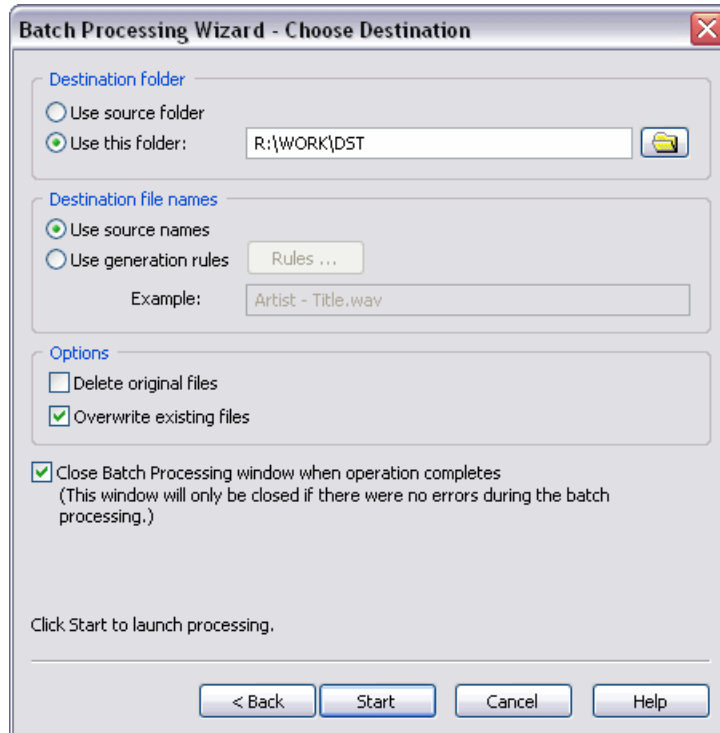 Batch Processing Wizard - Choose Destination
Destination folder
Use source folder
Use this folder: R:\WORK\DST
Destination file names
Use source names
Use generation rules Rules ...
Example: Artist - Title.wav
Options
Delete original files
Overwrite existing files
Close Batch Processing window when operation completes
(This window will only be closed if there were no errors during the batch
processing.)
Click Start to launch processing.
< Back Start Cancel Help